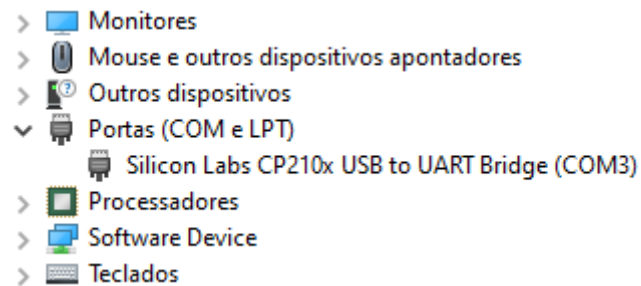 Monitores
Mouse e outros dispositivos apontadores
Outros dispositivos
Portas (COM e LPT)
Silicon Labs CP210x USB to UART Bridge (COM3)
Processadores
Software Device
Teclados